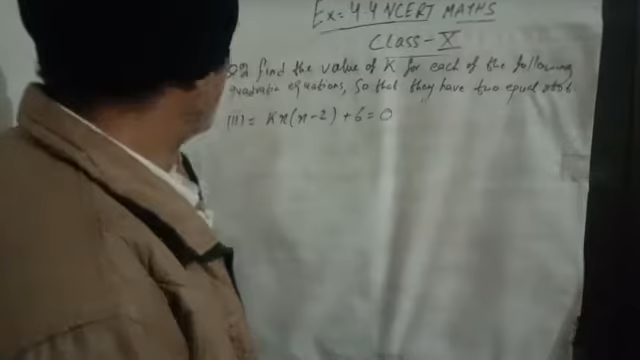 Ex= 4.4 NCERT MATHS
Class-X
Q2 find the value of K for each of the following
quadratic equations, so that they have two equal roots.
(ii) = Kx(x-2) +6=0